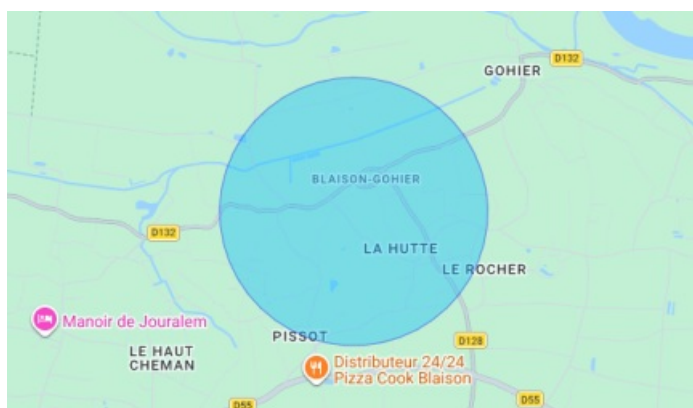 D132
GOHIER
BLAISON-GOHIER
D132
LA HUTTE
LE ROCHER
Manoir de Jouralem
PISSOT
D128
LE HAUT
CHEMAN
Distributeur 24/24
Pizza Cook Blaison
D55
D55